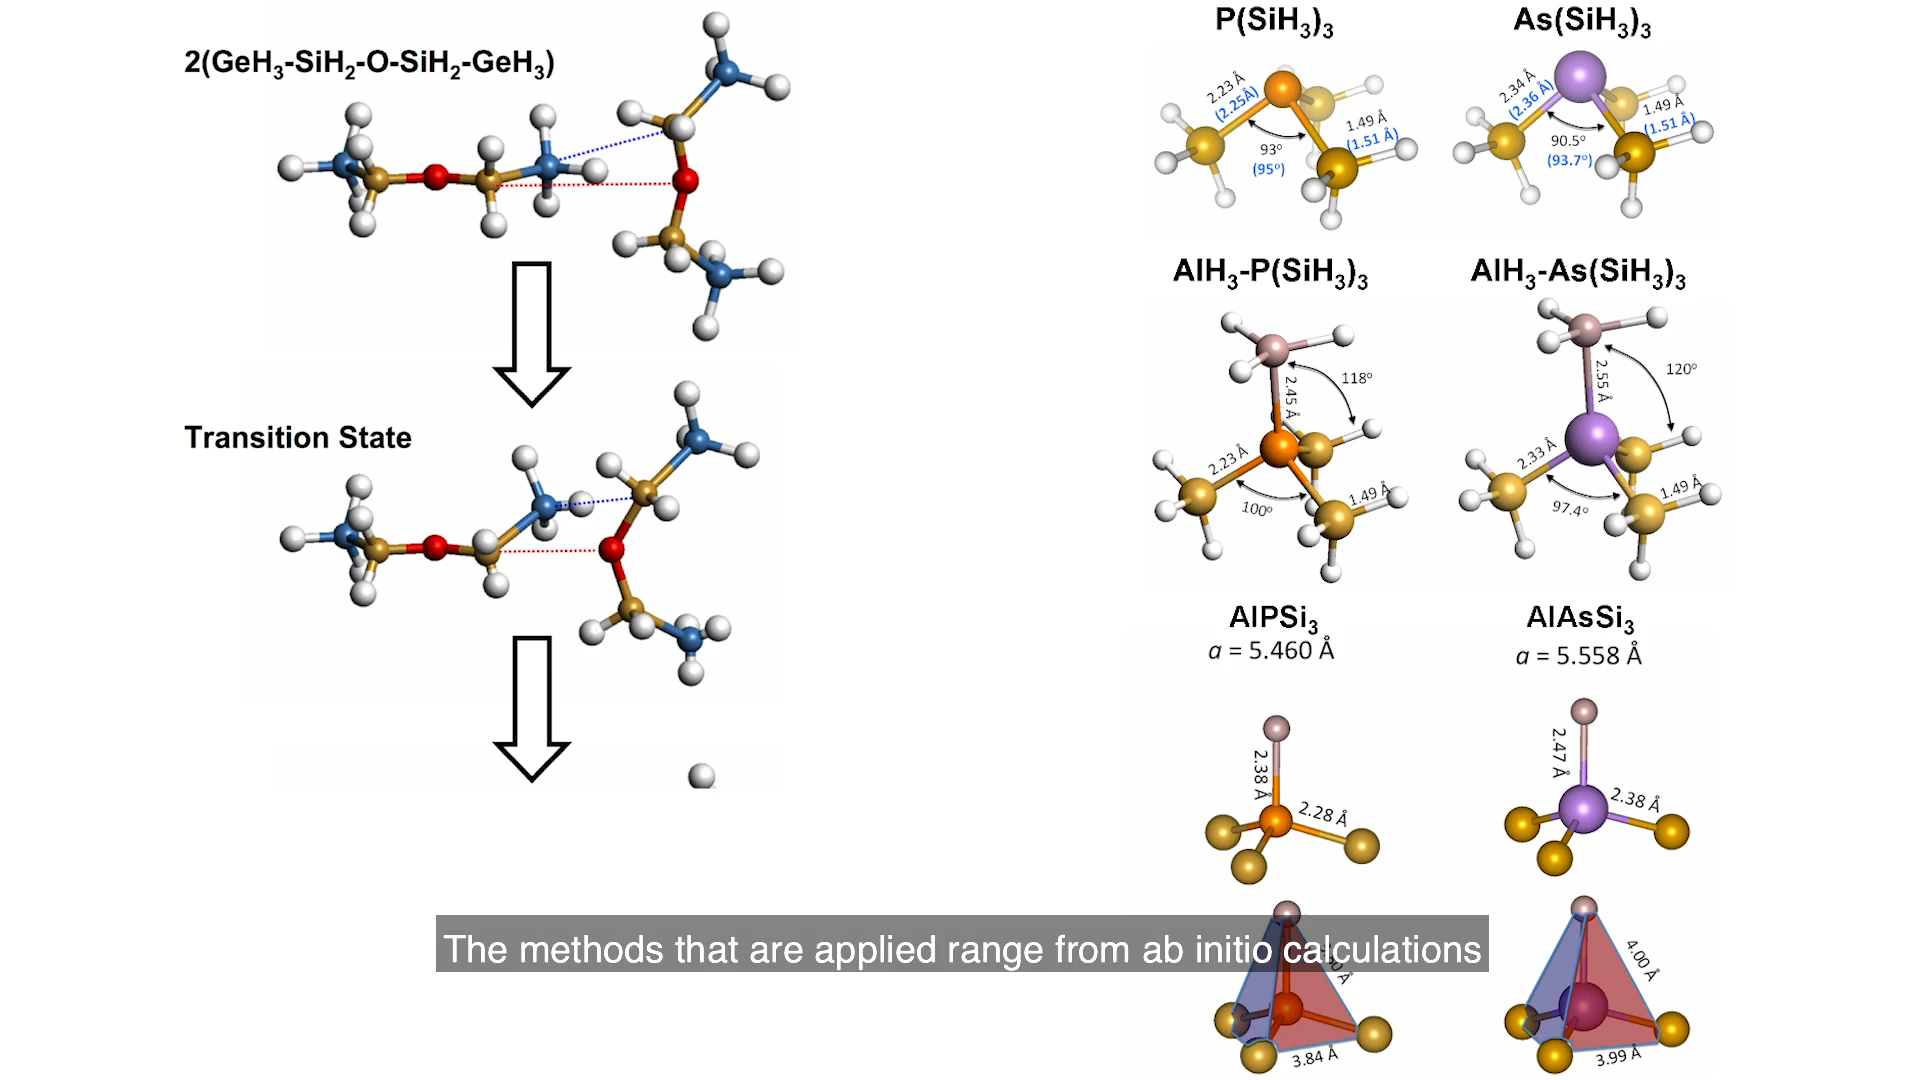 2(GeH₃-SiH₂-O-SiH₂-GeH₃)
Transition State
P(SiH₃)₃
2.23 Å
(2.25Å)
93°
(95°)
1.49 Å
(1.51 Å)
As(SiH₃)₃
2.34 Å
(2.36 Å)
90.5°
(93.7°)
1.49 Å
(1.51 Å)
AlH₃-P(SiH₃)₃
118°
2.45 Å
2.23 Å
100°
1.49 Å
AlH₃-As(SiH₃)₃
120°
2.55 Å
2.33 Å
97.4°
1.49 Å
AlPSi₃
a = 5.460 Å
2.38 Å
2.28 Å
3.84 Å
AlAsSi₃
a = 5.558 Å
2.47 Å
2.38 Å
4.00 Å
3.99 Å
The methods that are applied range from ab initio calculations